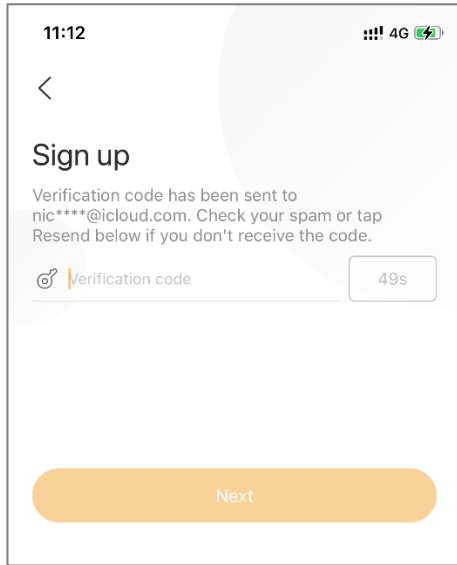 11:12
4G
Sign up
Verification code has been sent to
nic****@icloud.com. Check your spam or tap
Resend below if you don't receive the code.
Verification code
49s
Next